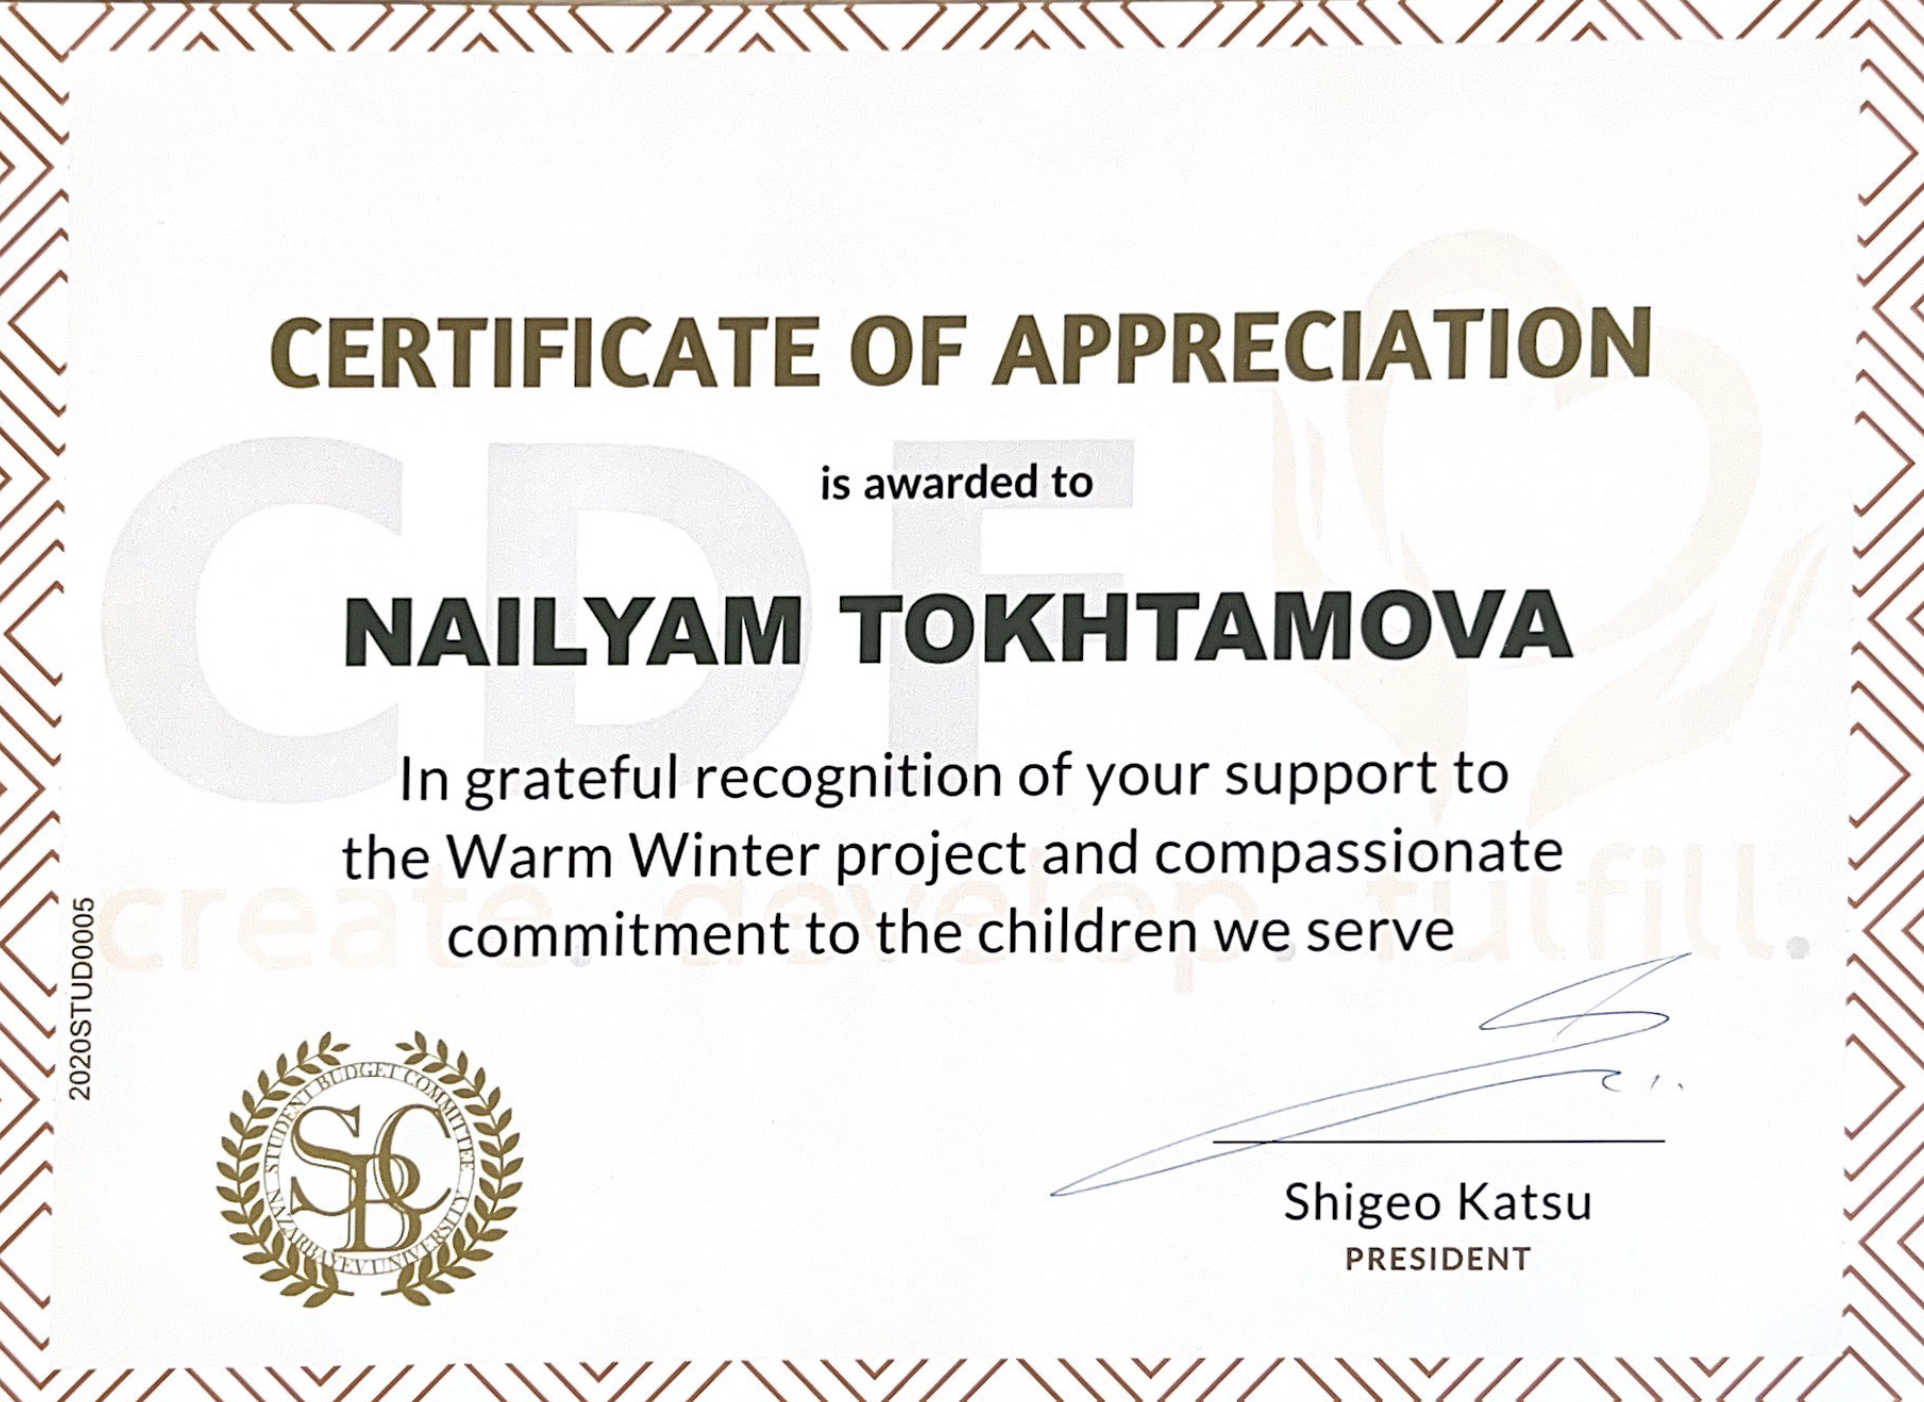 CERTIFICATE OF APPRECIATION
CDF
is awarded to
NAILYAM TOKHTAMOVA
In grateful recognition of your support to
the Warm Winter project and compassionate
commitment to the children we serve
create. develop. fulfill.
2020STUD0005
STUDENT BUDGET COMMITTEE
SBC
NAZARBAYEV UNIVERSITY
Shigeo Katsu
PRESIDENT